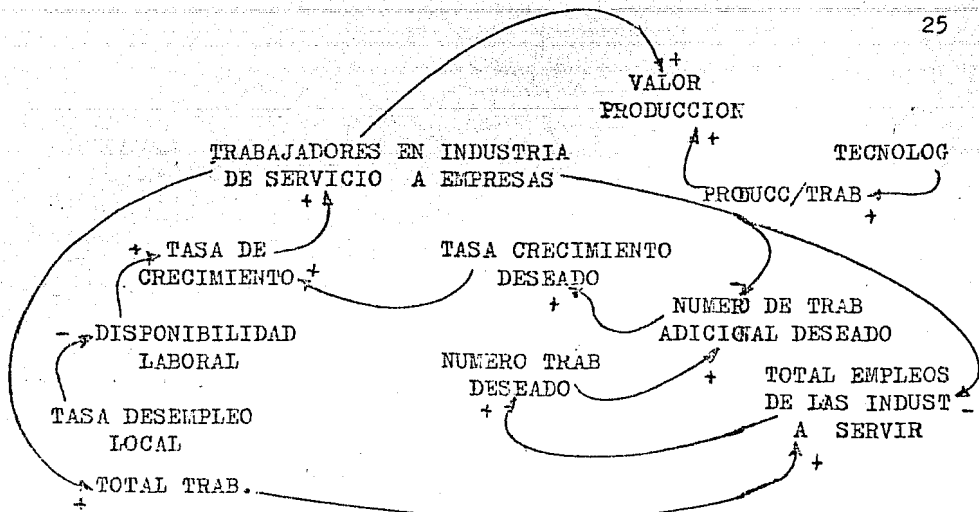 25
+
VALOR
PRODUCCION
+
TRABAJADORES EN INDUSTRIA
DE SERVICIO A EMPRESAS
+
TECNOLOG
PRODUCC/TRAB
+
+ TASA DE
CRECIMIENTO +
TASA CRECIMIENTO
DESEADO
+
-
NUMERO DE TRAB
ADICIONAL DESEADO
+
- DISPONIBILIDAD
LABORAL
NUMERO TRAB
DESEADO
+
TOTAL EMPLEOS
DE LAS INDUST -
A SERVIR
+
TASA DESEMPLEO
LOCAL
TOTAL TRAB.
+